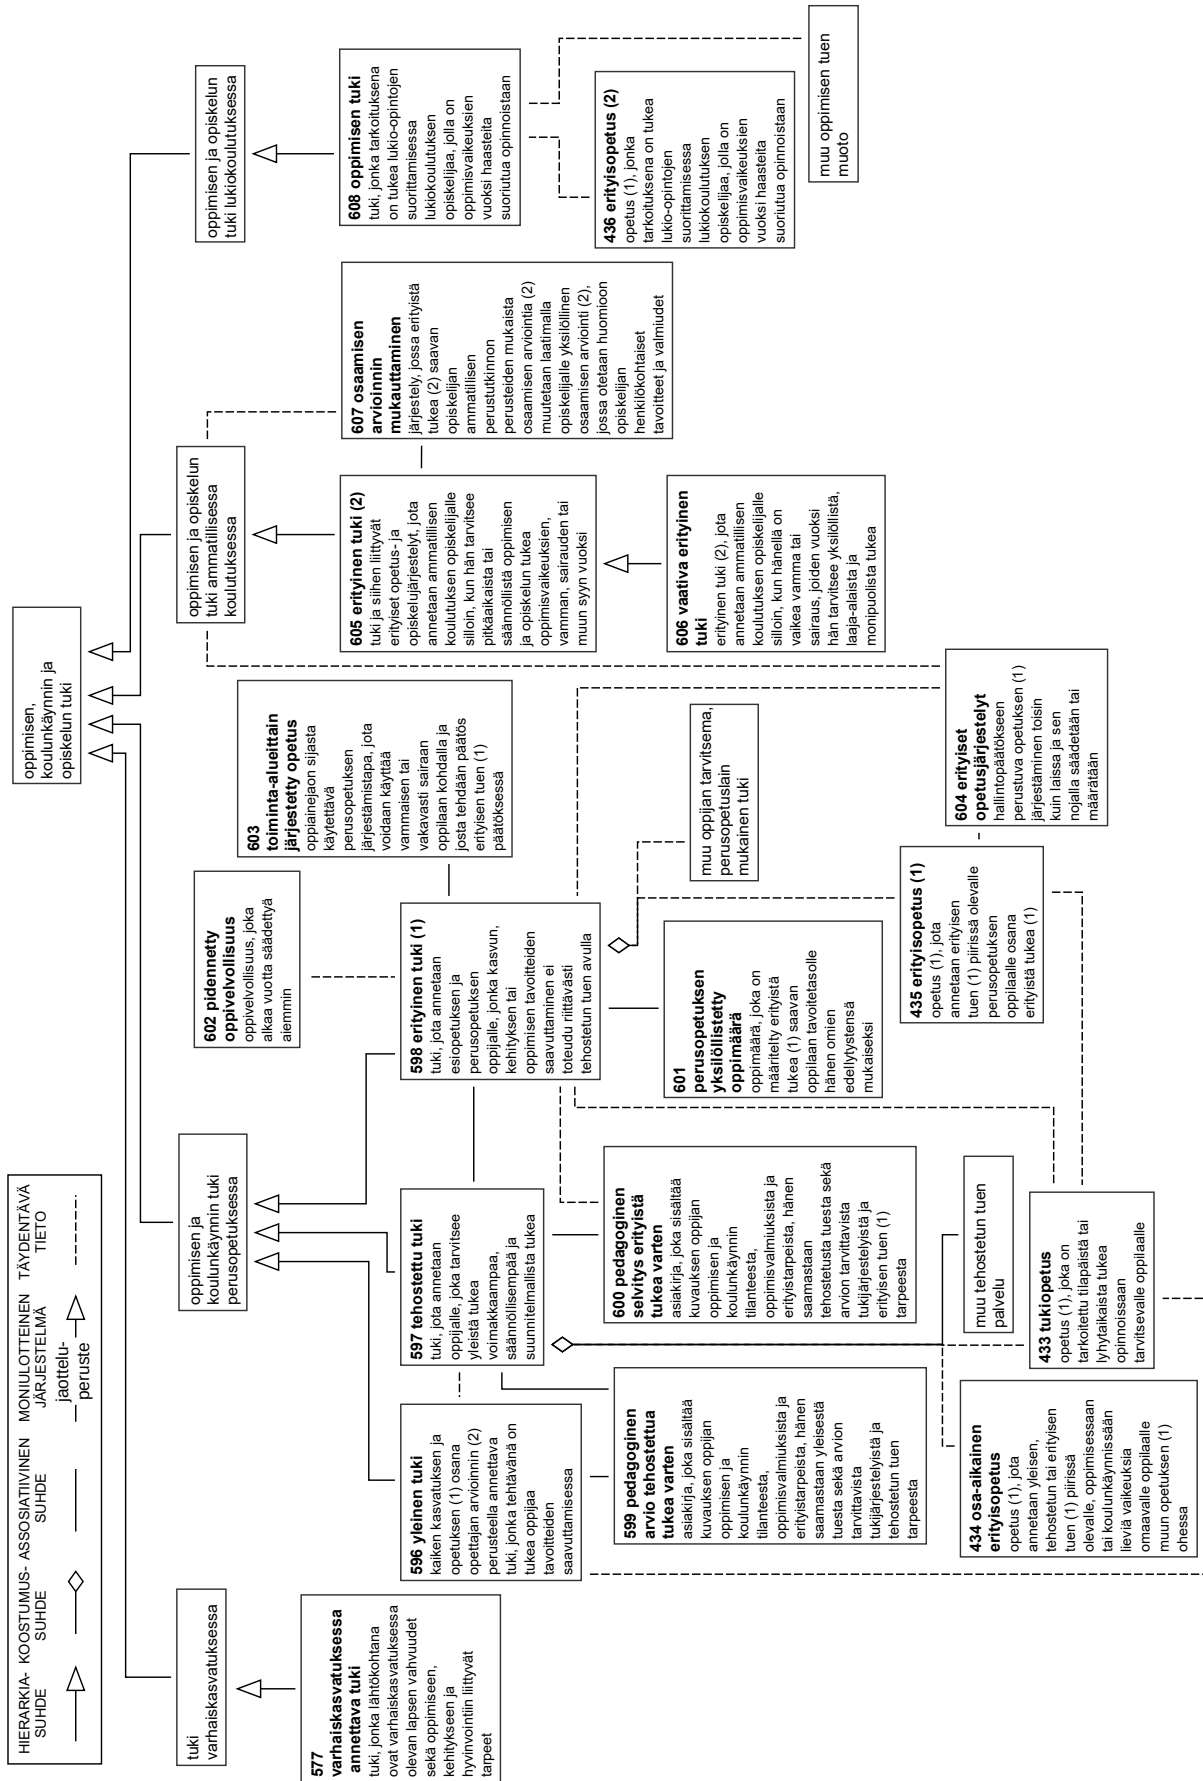 HIERARKIA-
SUHDE
KOOSTUMUS-
SUHDE
ASSOSIATIIVINEN
SUHDE
MONIULOTTEINEN
JÄRJESTELMÄ
jaottelu-
peruste
TÄYDENTÄVÄ
TIETO
oppimisen,
koulunkäynnin ja
opiskelun tuki
tuki
varhaiskasvatuksessa
577
varhaiskasvatuksessa
annettava tuki
tuki, jonka lähtökohtana
ovat varhaiskasvatuksessa
olevan lapsen vahvuudet
sekä oppimiseen,
kehitykseen ja
hyvinvointiin liittyvät
tarpeet
oppimisen ja
koulunkäynnin tuki
perusopetuksessa
596 yleinen tuki
kaiken kasvatuksen ja
opetuksen (1) osana
opettajan arvioinnin (2)
perusteella annettava
tuki, jonka tehtävänä on
tukea oppijaa
tavoitteiden
saavuttamisessa
597 tehostettu tuki
tuki, jota annetaan
oppijalle, joka tarvitsee
yleistä tukea
voimakkaampaa,
säännöllisempää ja
suunnitelmallista tukea
598 erityinen tuki (1)
tuki, jota annetaan
esiopetuksen ja
perusopetuksen
oppijalle, jonka kasvun,
kehityksen tai
oppimisen tavoitteiden
saavuttaminen ei
toteudu riittävästi
tehostetun tuen avulla
602 pidennetty
oppivelvollisuus
oppivelvollisuus, joka
alkaa vuotta säädettyä
aiemmin
603
toiminta-alueittain
järjestetty opetus
oppiainejaon sijasta
käytettävä
perusopetuksen
järjestämistapa, jota
voidaan käyttää
vammaisen tai
vakavasti sairaan
oppilaan kohdalla ja
josta tehdään päätös
erityisen tuen (1)
päätöksessä
599 pedagoginen
arvio tehostettua
tukea varten
asiakirja, joka sisältää
kuvauksen oppijan
oppimisen ja
koulunkäynnin
tilanteesta,
oppimisvalmiuksista ja
erityistarpeista, hänen
saamastaan yleisestä
tuesta sekä arvion
tarvittavista
tukijärjestelyistä ja
tehostetun tuen
tarpeesta
600 pedagoginen
selvitys erityistä
tukea varten
asiakirja, joka sisältää
kuvauksen oppijan
oppimisen ja
koulunkäynnin
tilanteesta,
oppimisvalmiuksista ja
erityistarpeista, hänen
saamastaan
tehostetusta tuesta sekä
arvion tarvittavista
tukijärjestelyistä ja
erityisen tuen (1)
tarpeesta
601
perusopetuksen
yksilöllistetty
oppimäärä
oppimäärä, joka on
määritelty erityistä
tukea (1) saavan
oppilaan tavoitetasolle
hänen omien
edellytystensä
mukaiseksi
muu oppijan tarvitsema,
perusopetuslain
mukainen tuki
434 osa-aikainen
erityisopetus
opetus (1), jota
annetaan yleisen,
tehostetun tai erityisen
tuen (1) piirissä
olevalle, oppimisessaan
tai koulunkäynnissään
lieviä vaikeuksia
omaavalle oppilaalle
muun opetuksen (1)
ohessa
433 tukiopetus
opetus (1), joka on
tarkoitettu tilapäistä tai
lyhytaikaista tukea
opinnoissaan
tarvitsevalle oppilaalle
muu tehostetun tuen
palvelu
435 erityisopetus (1)
opetus (1), jota
annetaan erityisen
tuen (1) piirissä olevalle
perusopetuksen
oppilaalle osana
erityistä tukea (1)
604 erityiset
opetusjärjestelyt
hallintopäätökseen
perustuva opetuksen (1)
järjestäminen toisin
kuin laissa ja sen
nojalla säädetään tai
määrätään
oppimisen ja opiskelun
tuki ammatillisessa
koulutuksessa
605 erityinen tuki (2)
tuki ja siihen liittyvät
erityiset opetus- ja
opiskelujärjestelyt, jota
annetaan ammatillisen
koulutuksen opiskelijalle
silloin, kun hän tarvitsee
pitkäaikaista tai
säännöllistä oppimisen
ja opiskelun tukea
oppimisvaikeuksien,
vamman, sairauden tai
muun syyn vuoksi
606 vaativa erityinen
tuki
erityinen tuki (2), jota
annetaan ammatillisen
koulutuksen opiskelijalle
silloin, kun hänellä on
vaikea vamma tai
sairaus, joiden vuoksi
hän tarvitsee yksilöllistä,
laaja-alaista ja
monipuolista tukea
607 osaamisen
arvioinnin
mukauttaminen
järjestely, jossa erityistä
tukea (2) saavan
opiskelijan
ammatillisen
perustutkinnon
perusteiden mukaista
osaamisen arviointia (2)
muutetaan laatimalla
opiskelijalle yksilöllinen
osaamisen arviointi (2),
jossa otetaan huomioon
opiskelijan
henkilökohtaiset
tavoitteet ja valmiudet
oppimisen ja opiskelun
tuki lukiokoulutuksessa
608 oppimisen tuki
tuki, jonka tarkoituksena
on tukea lukio-opintojen
suorittamisessa
lukiokoulutuksen
opiskelijaa, jolla on
oppimisvaikeuksien
vuoksi haasteita
suoriutua opinnoistaan
436 erityisopetus (2)
opetus (1), jonka
tarkoituksena on tukea
lukio-opintojen
suorittamisessa
lukiokoulutuksen
opiskelijaa, jolla on
oppimisvaikeuksien
vuoksi haasteita
suoriutua opinnoistaan
muu oppimisen tuen
muoto